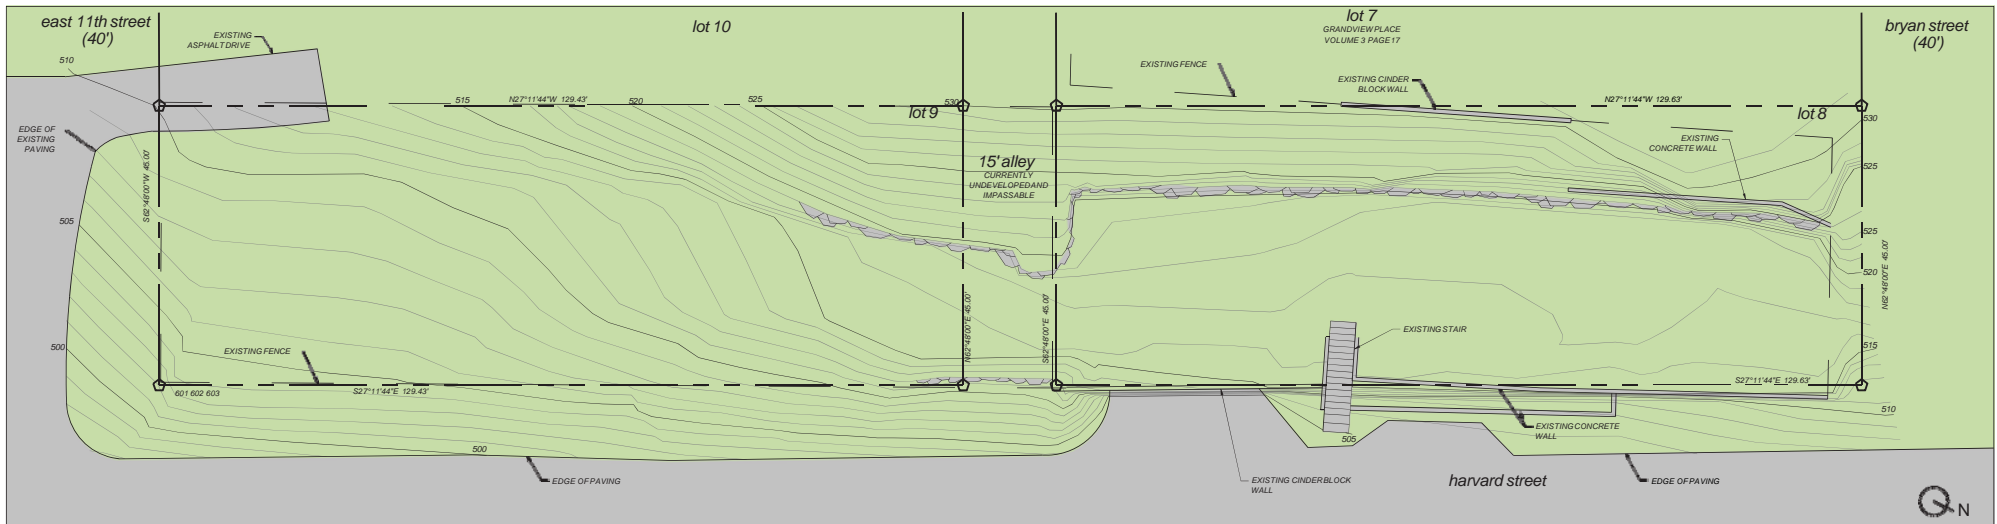 east 11th street
(40')
EXISTING
ASPHALT DRIVE
lot 10
lot 7
GRANDVIEW PLACE
VOLUME 3 PAGE 17
bryan street
(40')
510
EXISTING FENCE
EXISTING CINDER
BLOCK WALL
515
N27°11'44"W 129.43'
520
525
530
lot 9
N27°11'44"W 129.63'
lot 8
530
EDGE OF
EXISTING
PAVING
EXISTING
CONCRETE WALL
15' alley
CURRENTLY
UNDEVELOPED AND
IMPASSABLE
525
S62°48'00"W 45.00'
505
525
520
N62°48'00"E 45.00'
N62°48'00"E 45.00'
S62°48'00"E 45.00'
EXISTING STAIR
500
EXISTING FENCE
515
601 602 603
S27°11'44"E 129.43'
S27°11'44"E 129.63'
510
EXISTING CONCRETE
WALL
505
500
EDGE OF PAVING
EXISTING CINDER BLOCK
WALL
harvard street
EDGE OF PAVING
N